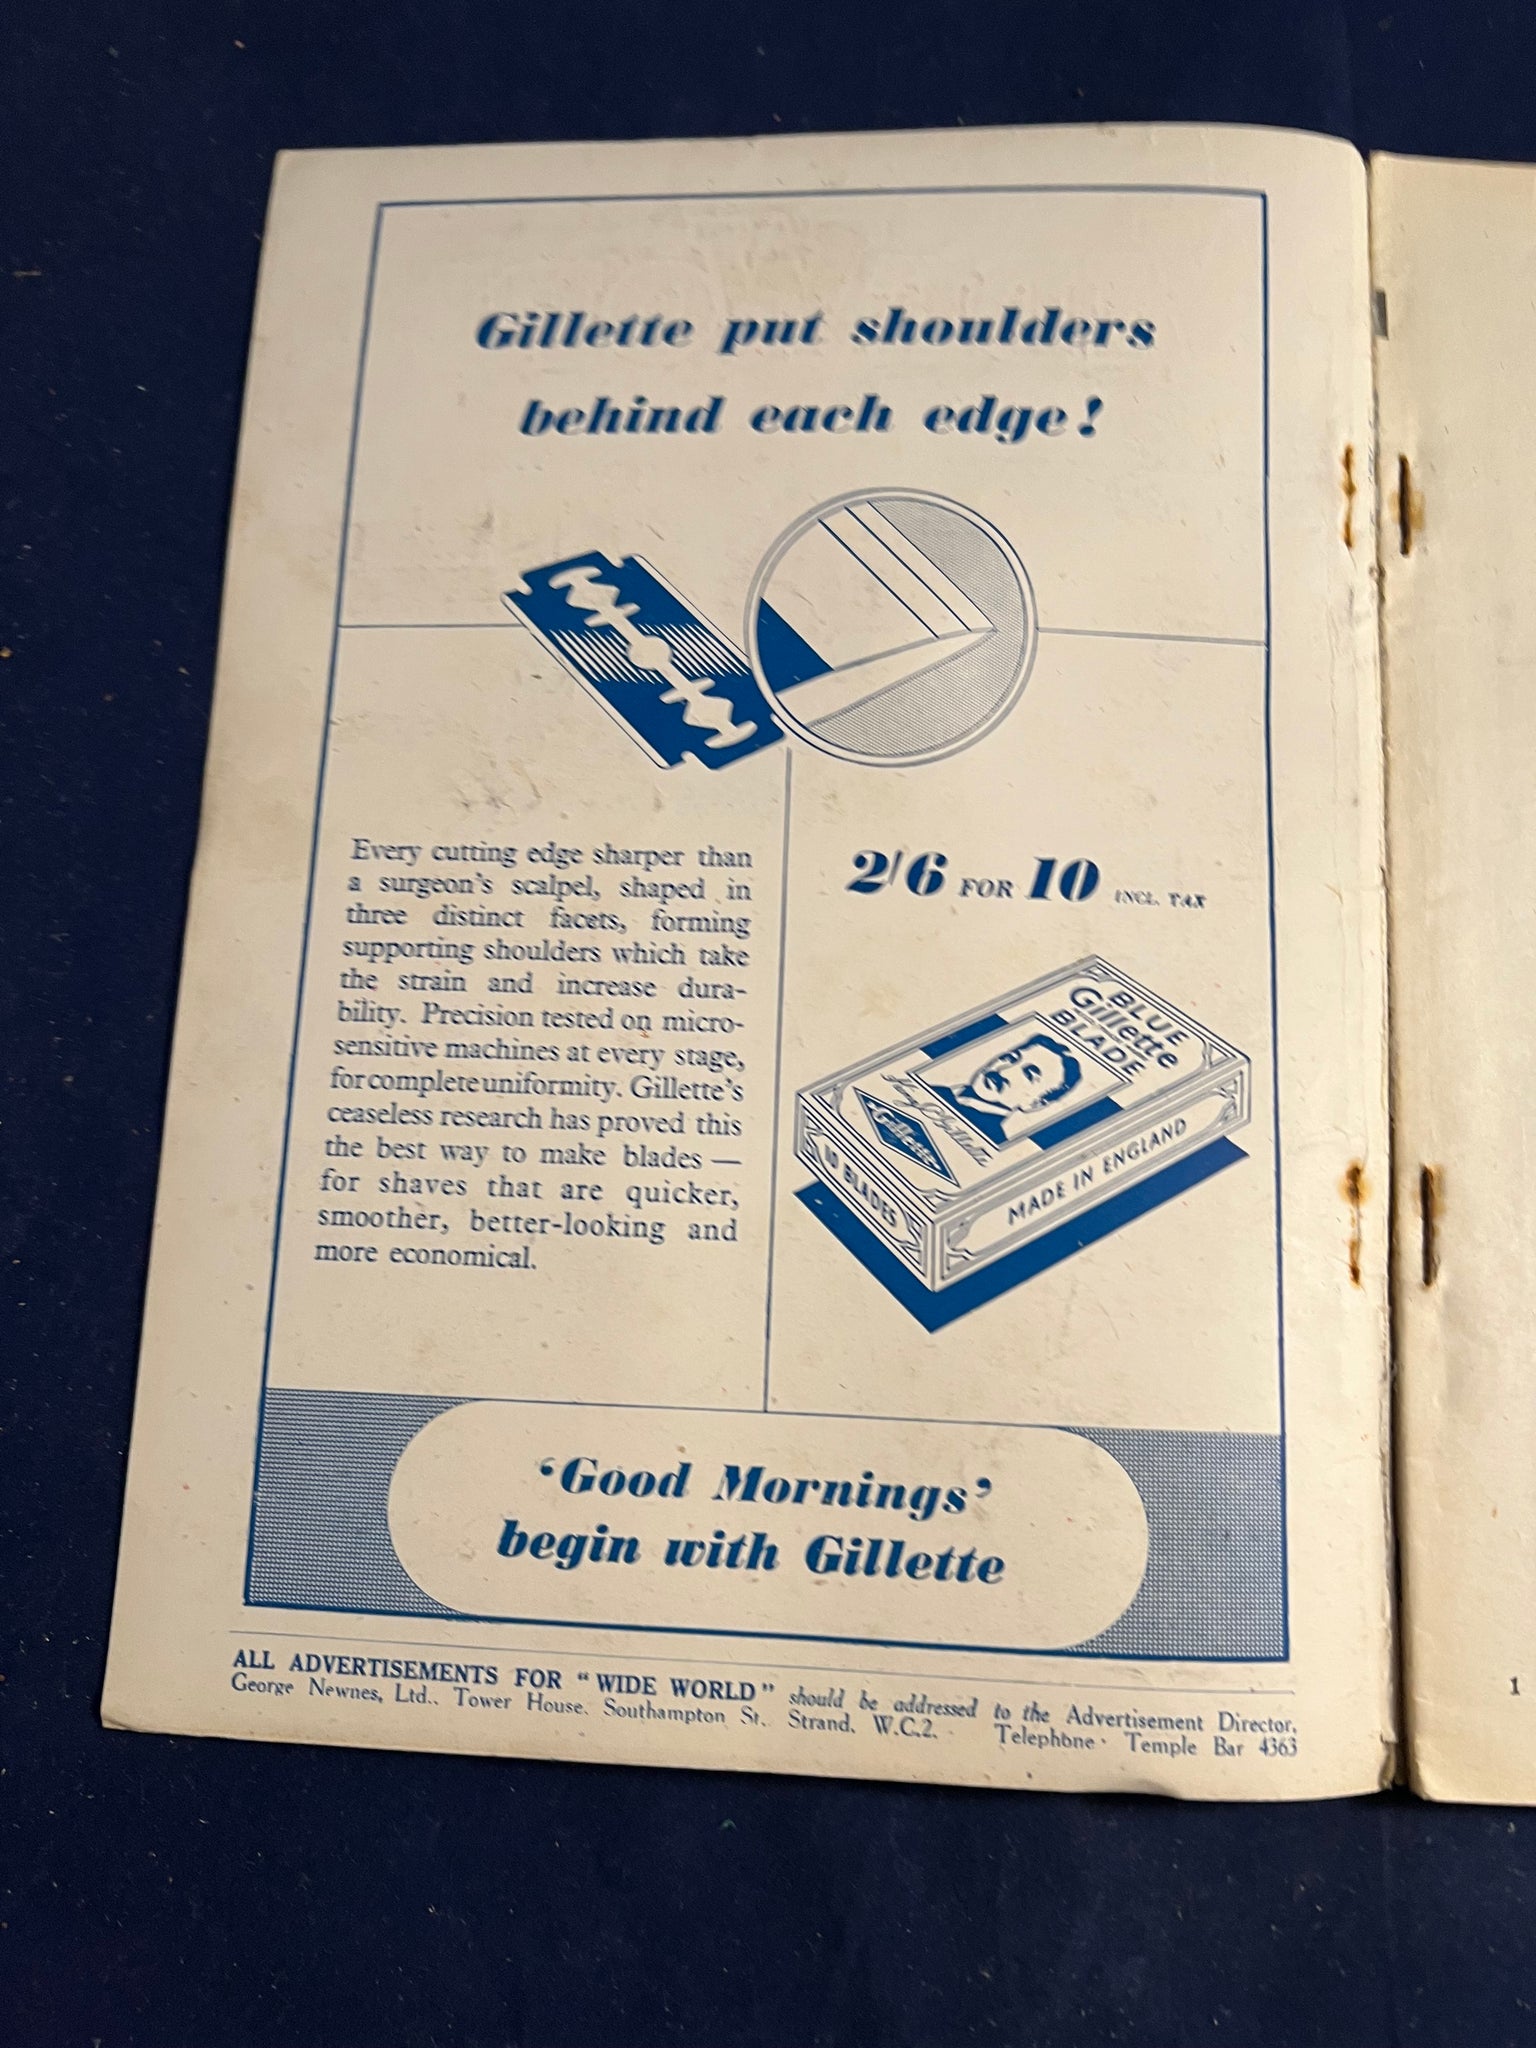 Gillette put shoulders
behind each edge!
Every cutting edge sharper than
a surgeon's scalpel, shaped in
three distinct facets, forming
supporting shoulders which take
the strain and increase dura-
bility. Precision tested on micro-
sensitive machines at every stage,
for complete uniformity. Gillette's
ceaseless research has proved this
the best way to make blades —
for shaves that are quicker,
smoother, better-looking and
more economical.
2/6 FOR 10 INCL. TAX
BLUE
Gillette
BLADE
Gillette
10 BLADES
MADE IN ENGLAND
'Good Mornings'
begin with Gillette
ALL ADVERTISEMENTS FOR "WIDE WORLD" should be addressed to the Advertisement Director,
George Newnes, Ltd., Tower House, Southampton St., Strand, W.C.2. Telephone: Temple Bar 4363
1